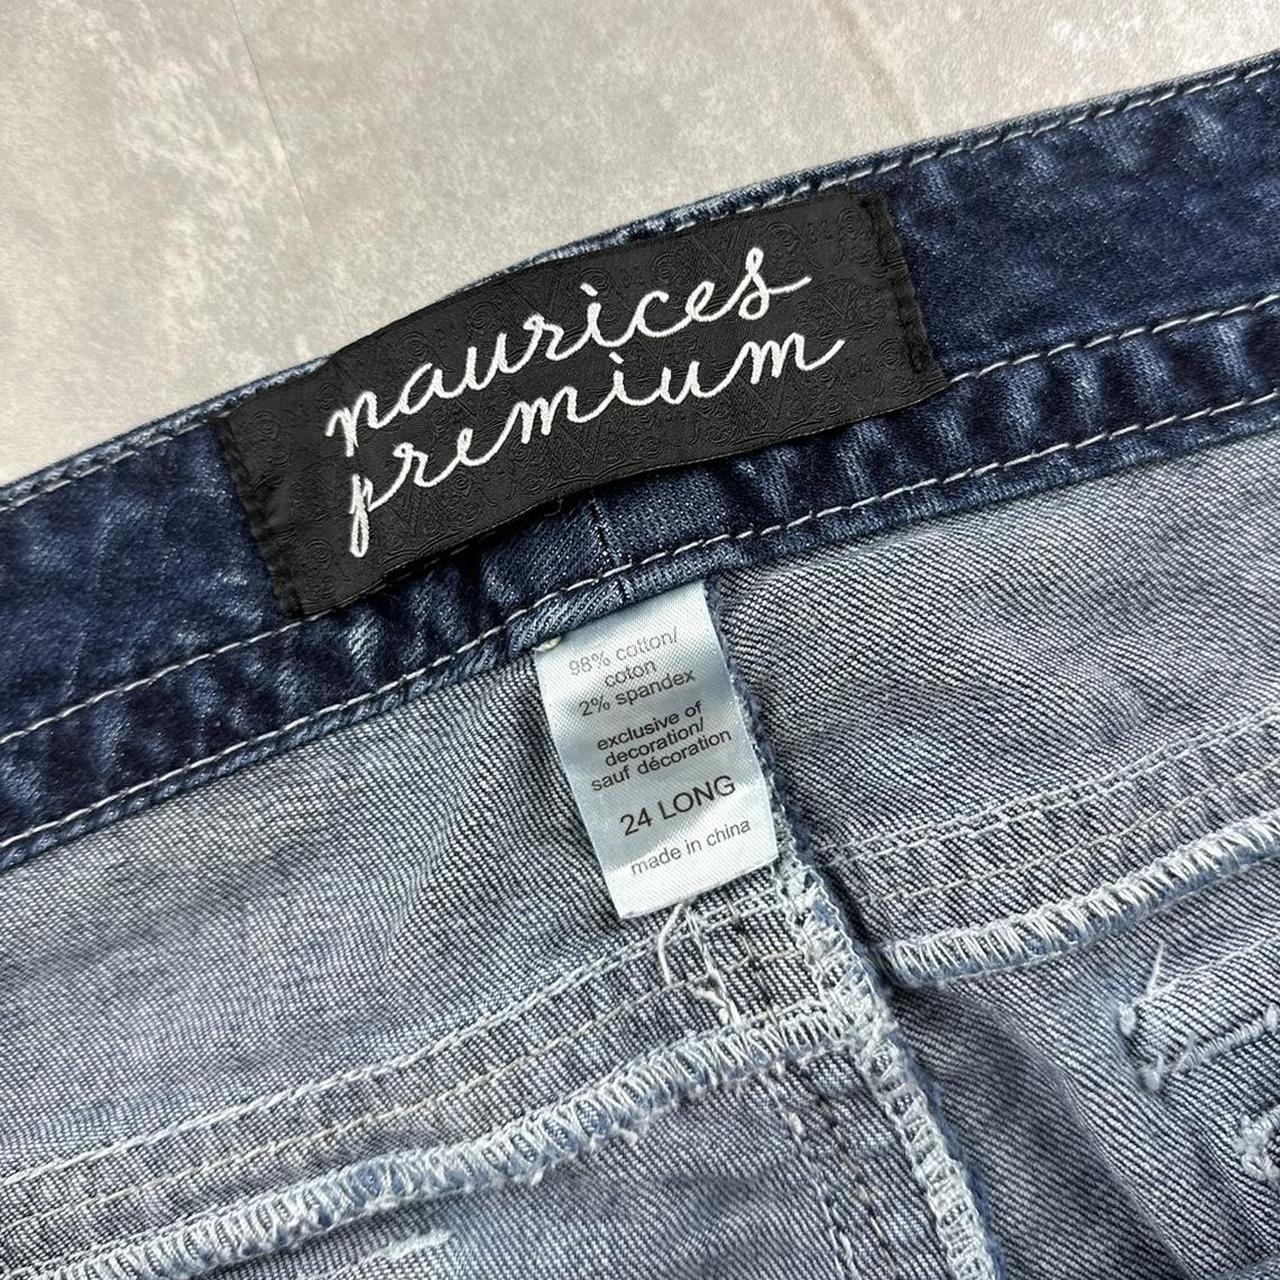 maurices
premium
98% cotton/
coton
2% spandex
exclusive of
decoration/
sauf décoration
24 LONG
made in china